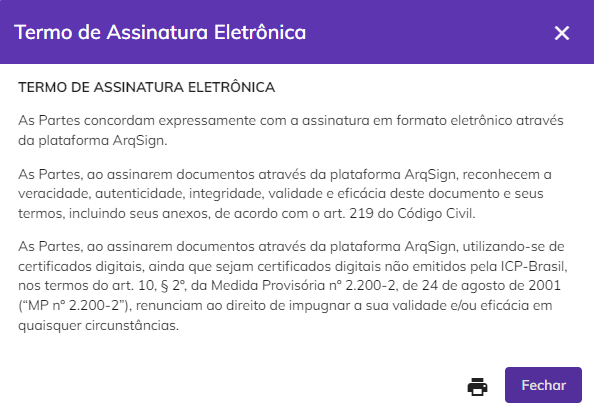 Termo de Assinatura Eletrônica
TERMO DE ASSINATURA ELETRÔNICA
As Partes concordam expressamente com a assinatura em formato eletrônico através
da plataforma ArqSign.
As Partes, ao assinarem documentos através da plataforma ArqSign, reconhecem a
veracidade, autenticidade, integridade, validade e eficácia deste documento e seus
termos, incluindo seus anexos, de acordo com o art. 219 do Código Civil.
As Partes, ao assinarem documentos através da plataforma ArqSign, utilizando-se de
certificados digitais, ainda que sejam certificados digitais não emitidos pela ICP-Brasil,
nos termos do art. 10, § 2º, da Medida Provisória nº 2.200-2, de 24 de agosto de 2001
(“MP nº 2.200-2”), renunciam ao direito de impugnar a sua validade e/ou eficácia em
quaisquer circunstâncias.
Fechar